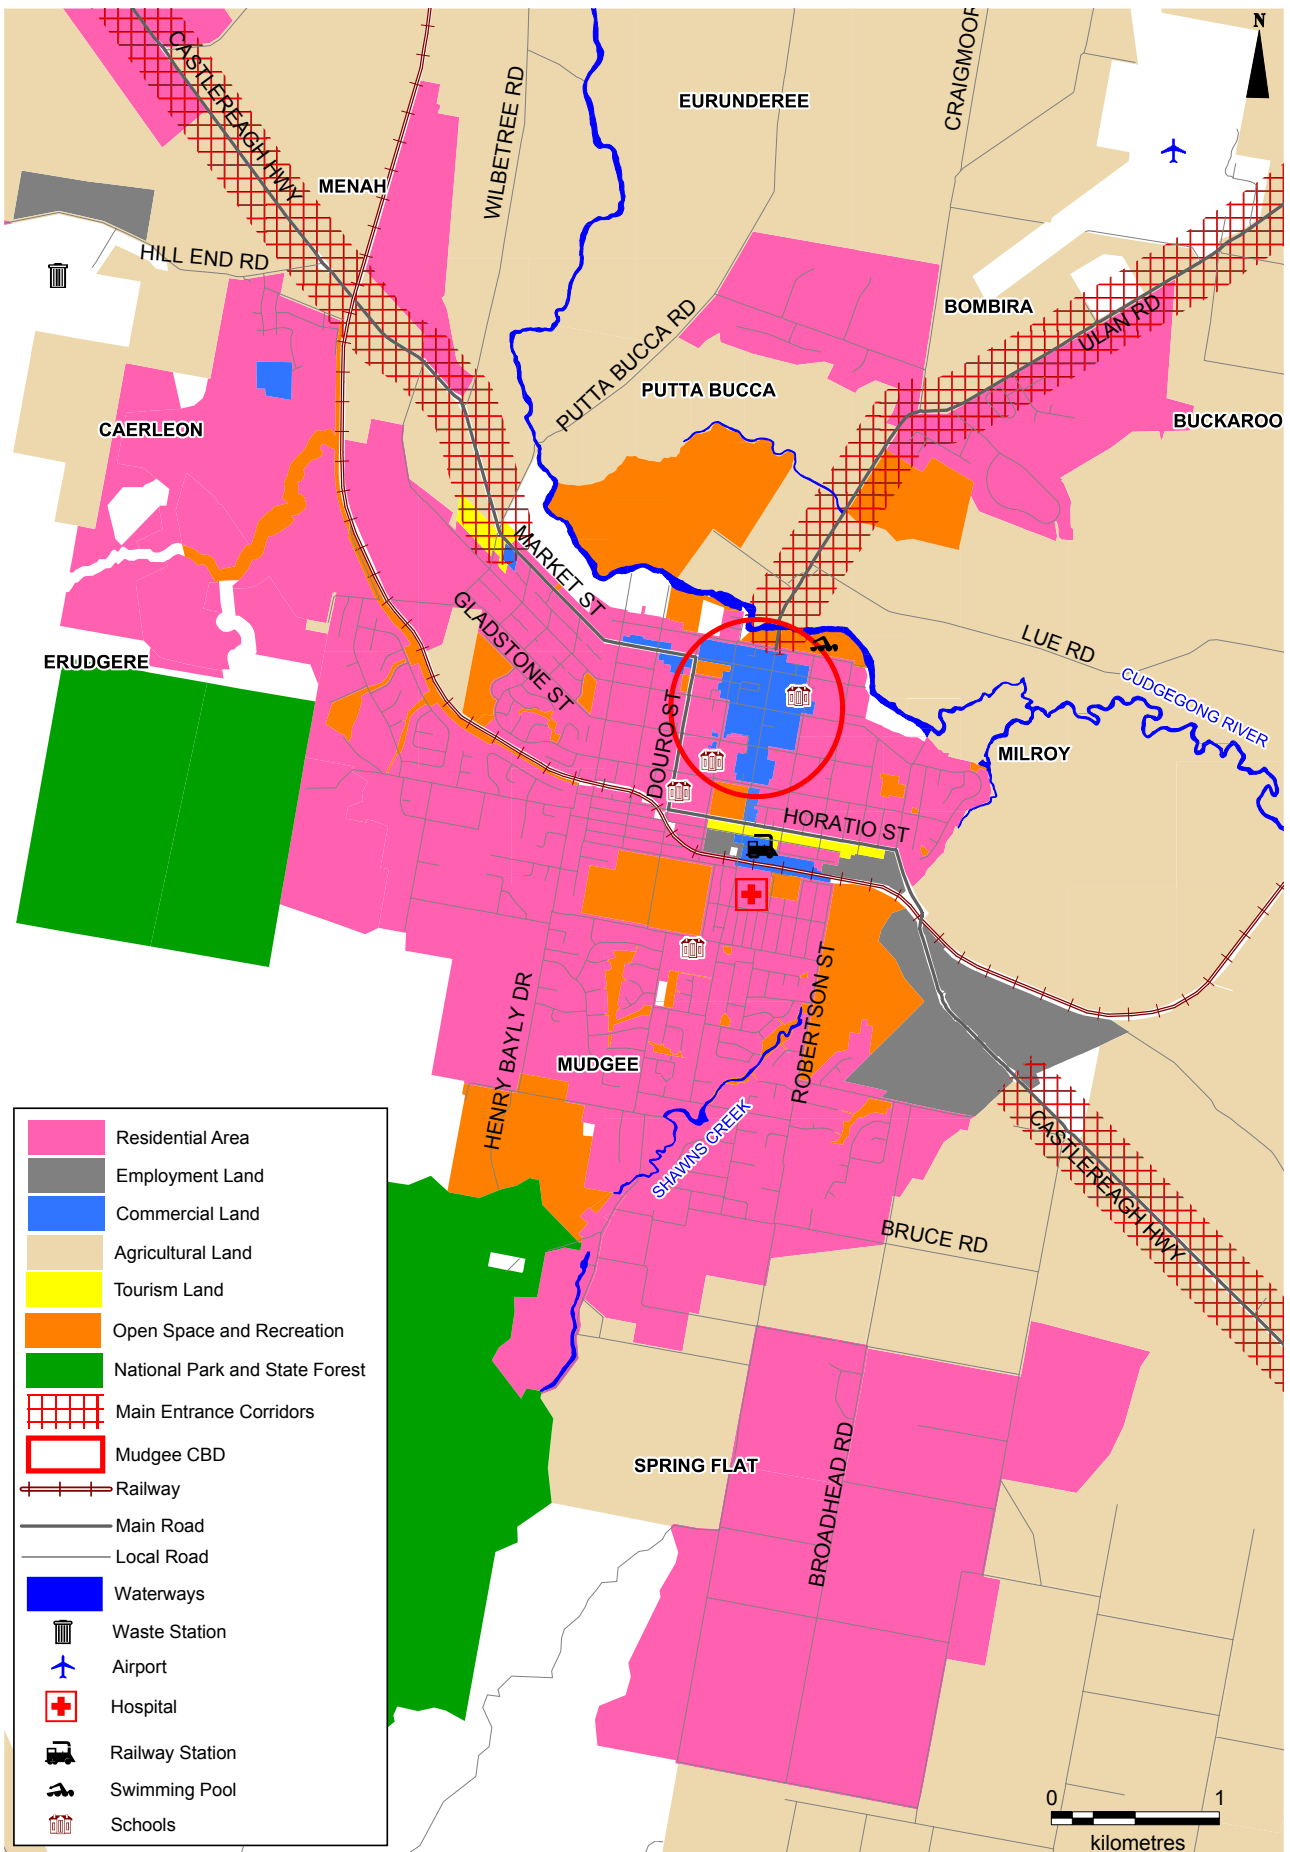 N
CASTLEREAGH HWY
WILBETREE RD
EURUNDEREE
CRAIGMOOR
MENAH
HILL END RD
PUTTA BUCCA RD
BOMBIRA
ULAN RD
PUTTA BUCCA
CAERLEON
BUCKAROO
MARKET ST
GLADSTONE ST
LUE RD
ERUDGERE
CUDGEGONG RIVER
DOURO ST
MILROY
HORATIO ST
ROBERTSON ST
HENRY BAYLY DR
MUDGEE
SHAWNS CREEK
CASTLEREAGH HWY
BRUCE RD
SPRING FLAT
BROADHEAD RD
Residential Area
Employment Land
Commercial Land
Agricultural Land
Tourism Land
Open Space and Recreation
National Park and State Forest
Main Entrance Corridors
Mudgee CBD
Railway
Main Road
Local Road
Waterways
Waste Station
Airport
Hospital
Railway Station
Swimming Pool
Schools
0 1
kilometres